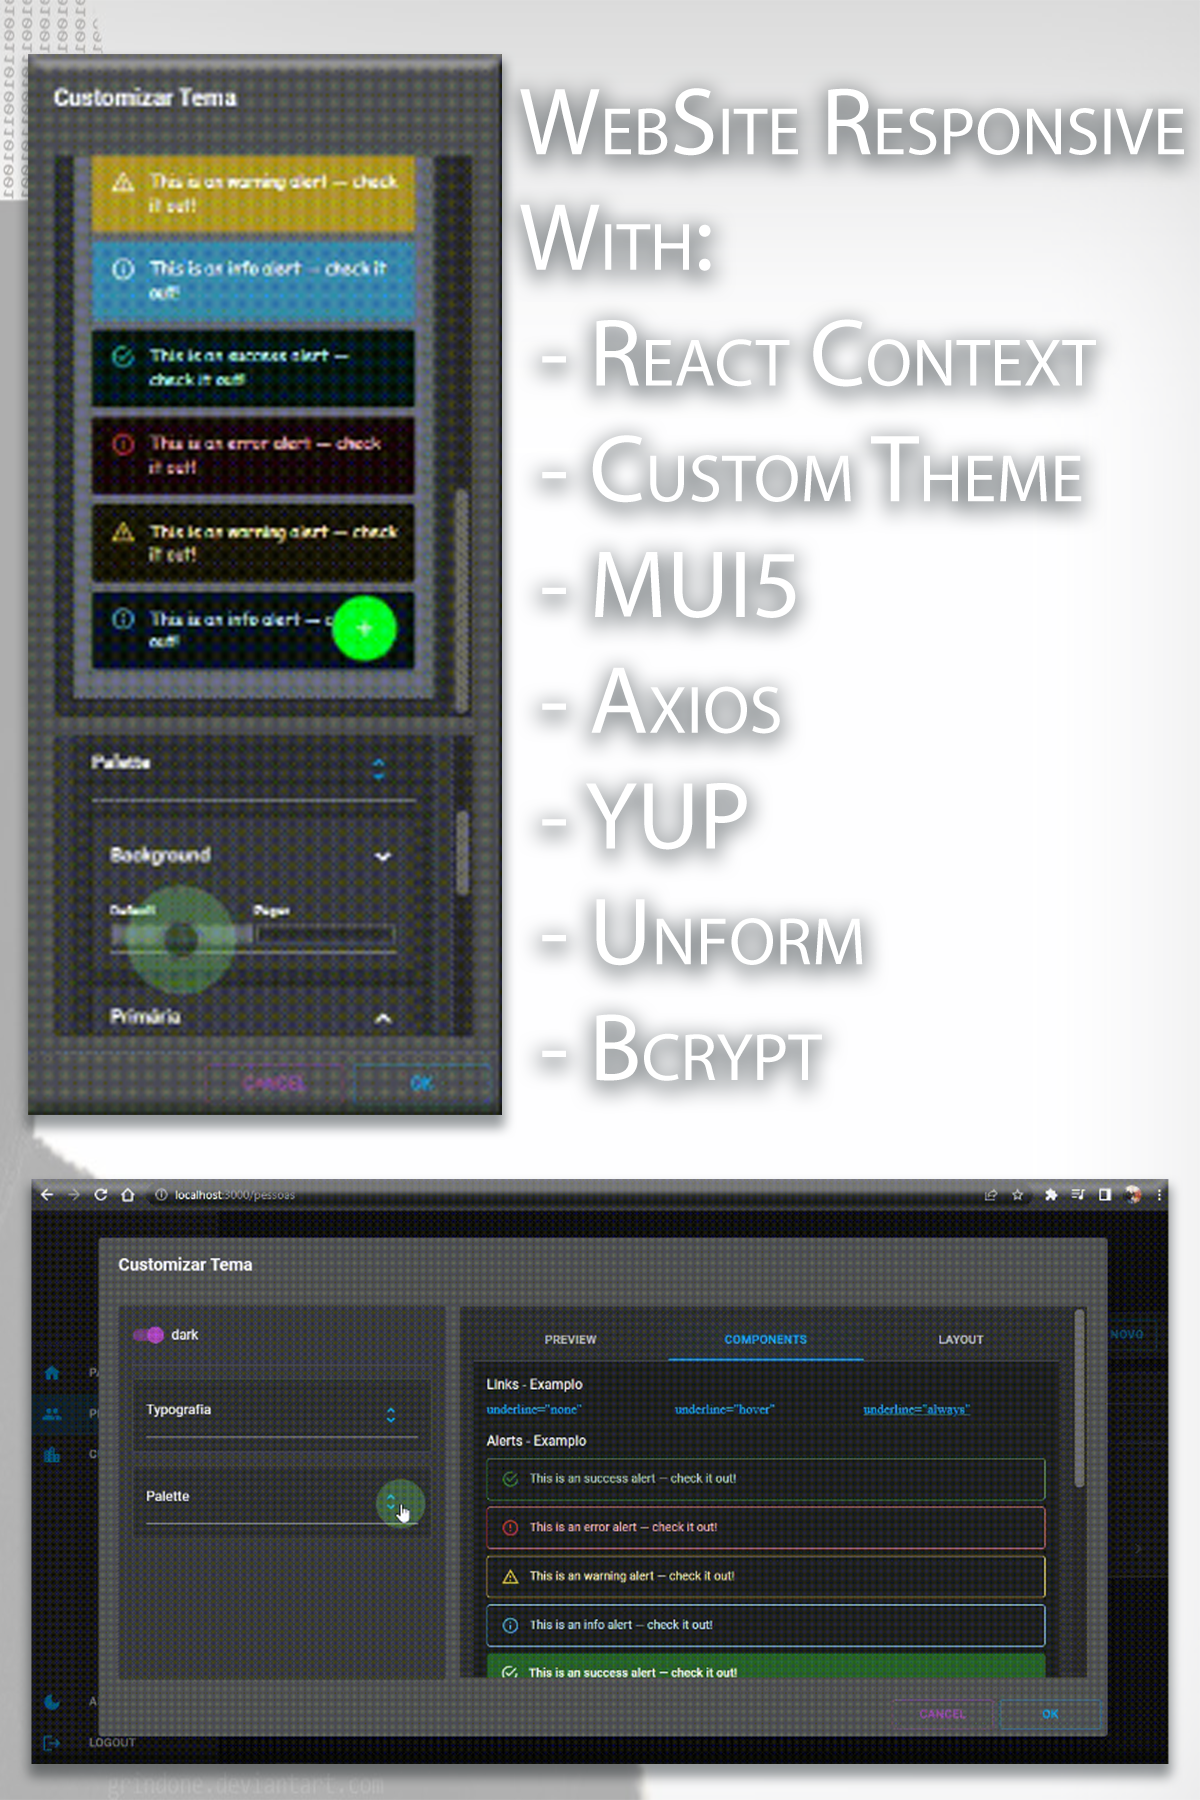 Customizar Tema
This is an warning alert — check
it out!
This is an info alert — check it
out!
This is an success alert —
check it out!
This is an error alert — check
it out!
This is an warning alert — check
it out!
This is an info alert — c
out!
+
Palette
Background
Default Paper
Primária
CANCEL OK
WebSite Responsive
With:
- React Context
- Custom Theme
- MUI5
- Axios
- YUP
- Unform
- Bcrypt
localhost:3000/pessoas
Customizar Tema
dark
Typografia
Palette
PREVIEW COMPONENTS LAYOUT
NOVO
Links - Examplo
underline="none" underline="hover" underline="always"
Alerts - Examplo
This is an success alert — check it out!
This is an error alert — check it out!
This is an warning alert — check it out!
This is an info alert — check it out!
This is an success alert — check it out!
CANCEL OK
LOGOUT
grindone.deviantart.com